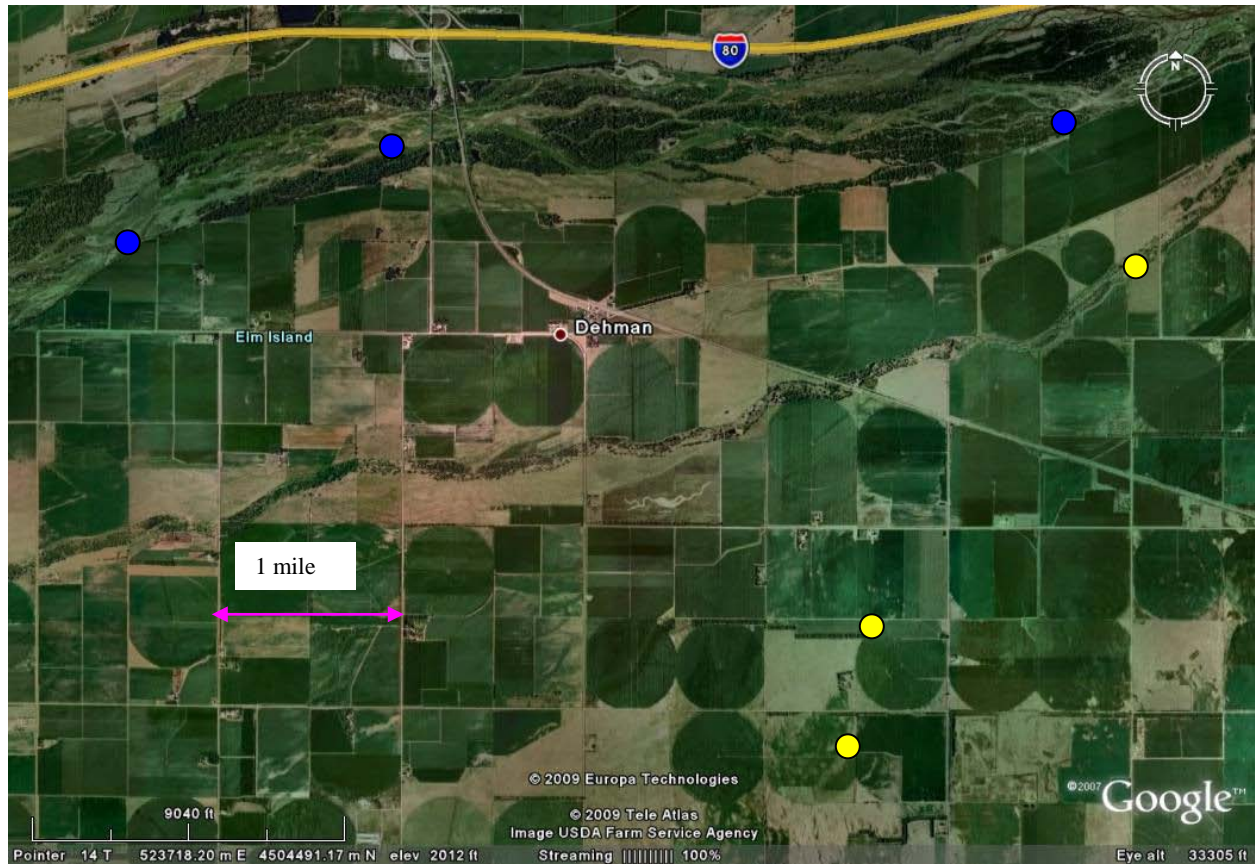 80
N
Dehman
Elm Island
1 mile
© 2009 Europa Technologies
©2007 Google™
9040 ft
© 2009 Tele Atlas
Image USDA Farm Service Agency
Pointer 14 T 523718.20 m E 4504491.17 m N elev 2012 ft Streaming |||||||||| 100% Eye alt 33305 ft